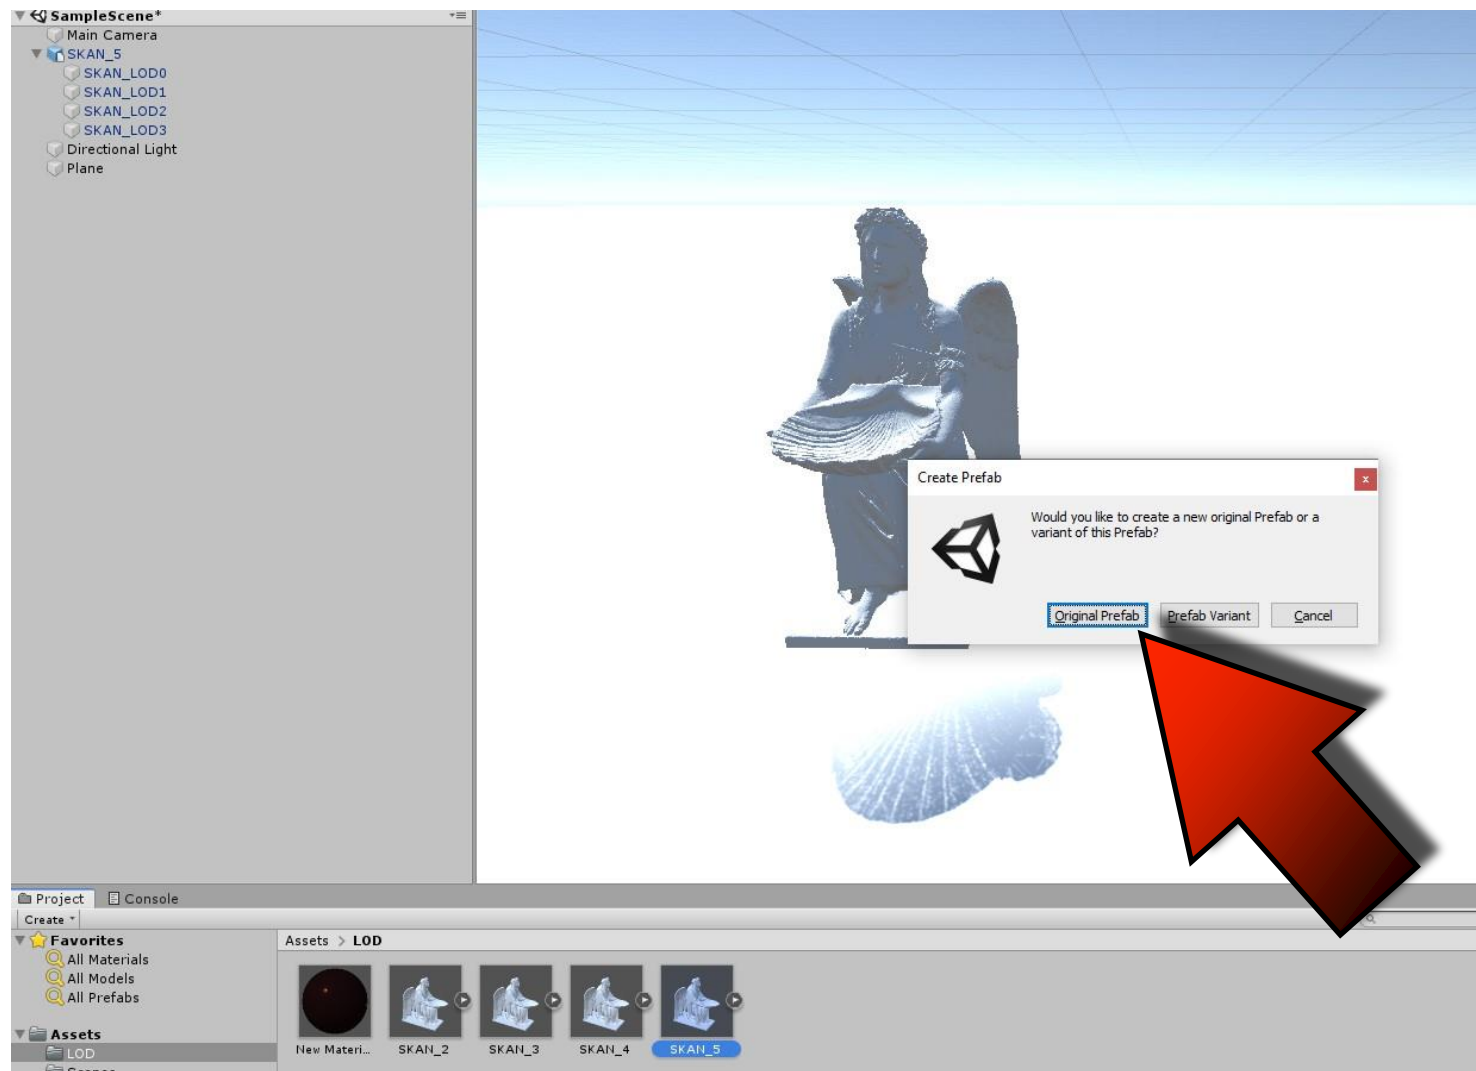 SampleScene*
Main Camera
SKAN_5
SKAN_LOD0
SKAN_LOD1
SKAN_LOD2
SKAN_LOD3
Directional Light
Plane
Create Prefab
x
Would you like to create a new original Prefab or a
variant of this Prefab?
Original Prefab Prefab Variant Cancel
Project Console
Create
Favorites
All Materials
All Models
All Prefabs
Assets
LOD
Assets > LOD
New Materi... SKAN_2 SKAN_3 SKAN_4 SKAN_5